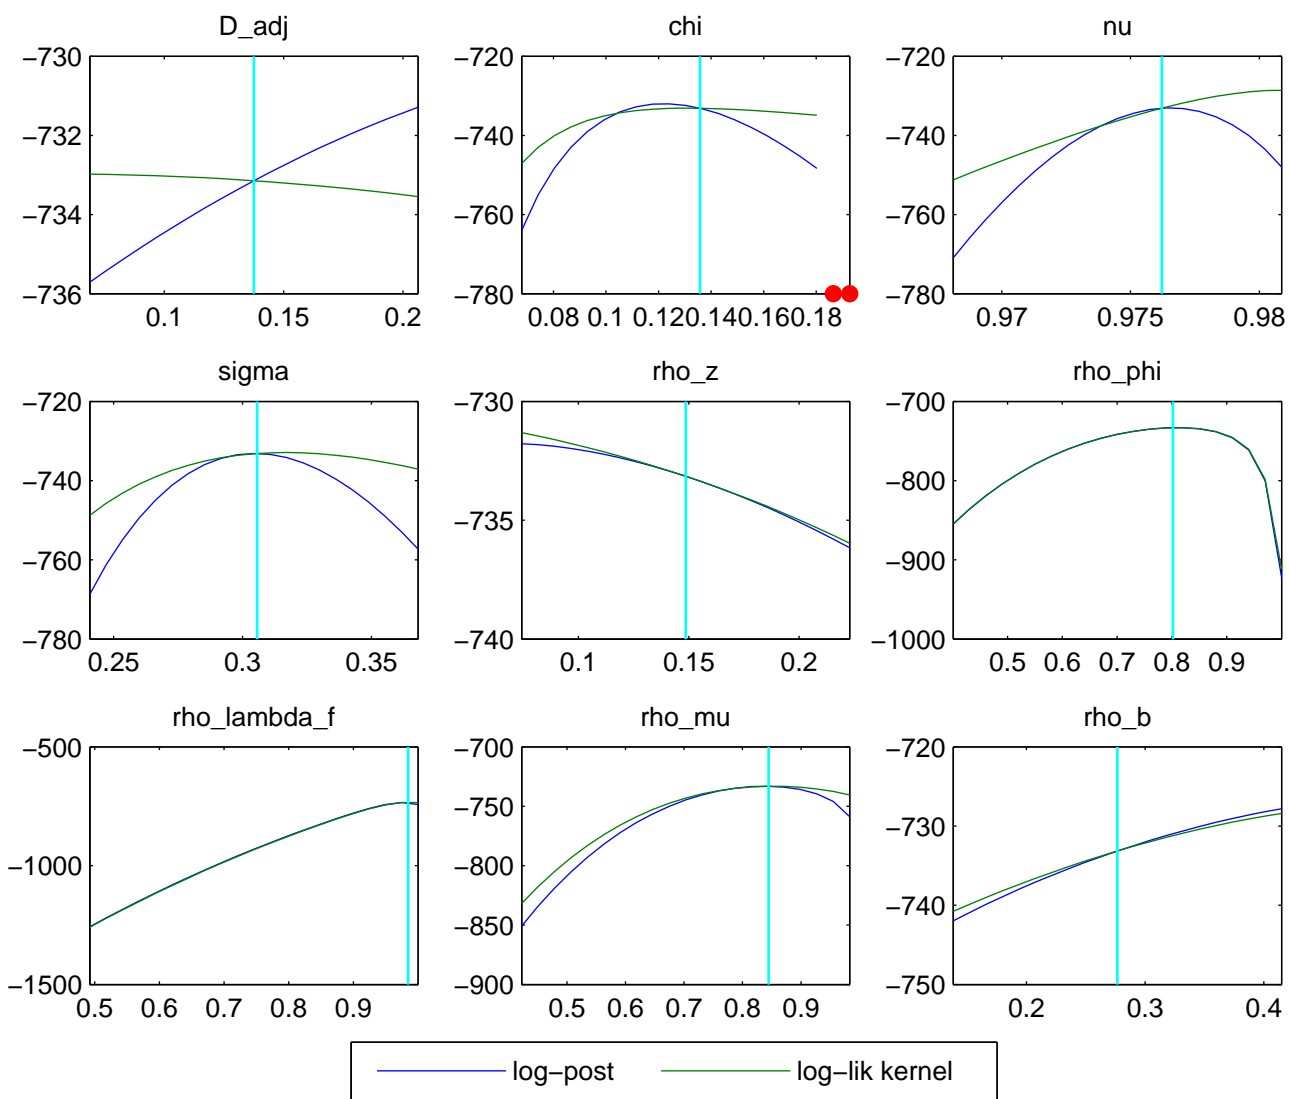 D_adj chi nu
−730 −720 −720
−732 −740 −740
−734 −760 −760
−736 −780 −780
0.1 0.15 0.2 0.08 0.1 0.12 0.14 0.16 0.18 0.97 0.975 0.98
sigma rho_z rho_phi
−720 −730 −700
−740 −735 −800
−760 −900
−780 −740 −1000
0.25 0.3 0.35 0.1 0.15 0.2 0.5 0.6 0.7 0.8 0.9
rho_lambda_f rho_mu rho_b
−500 −700 −720
−750 −730
−1000 −800
−850 −740
−1500 −900 −750
0.5 0.6 0.7 0.8 0.9 0.5 0.6 0.7 0.8 0.9 0.2 0.3 0.4
log−post log−lik kernel